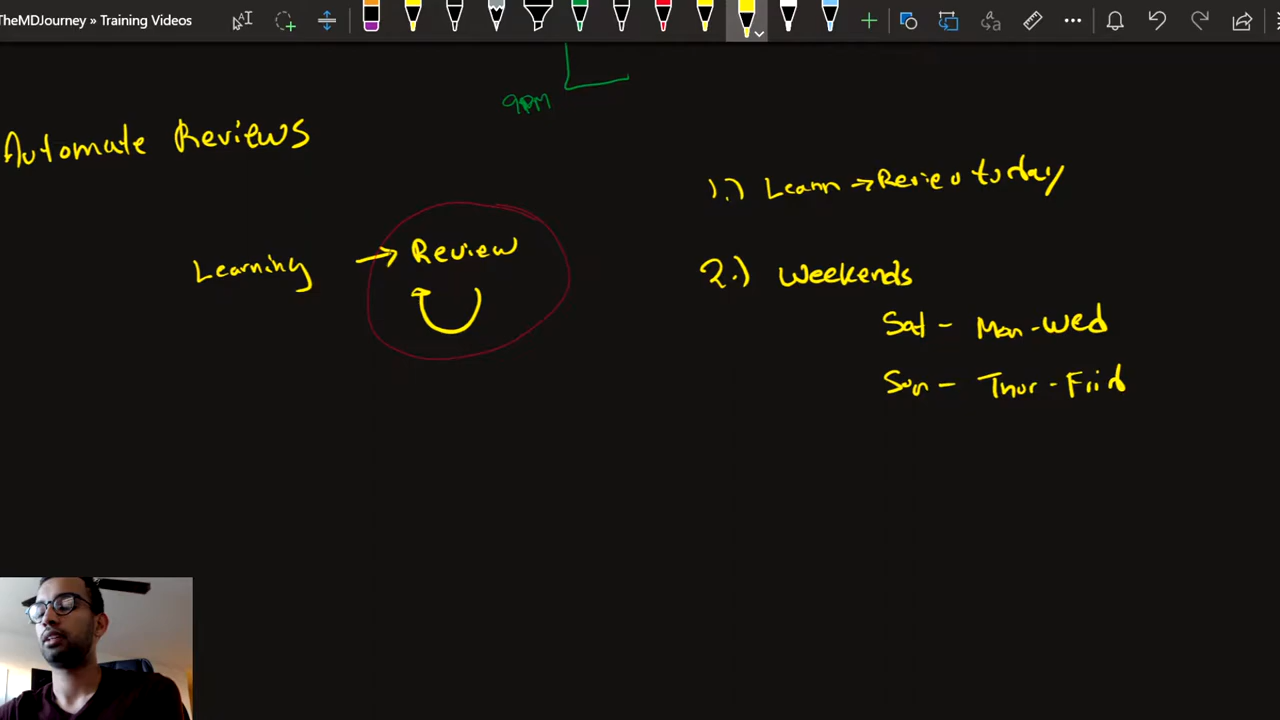 TheMDJourney » Training Videos
9PM
Automate Reviews
Learning → Review
1.) Learn → Review today
2.) Weekends
Sat - Mon-Wed
Sun - Thur-Frid